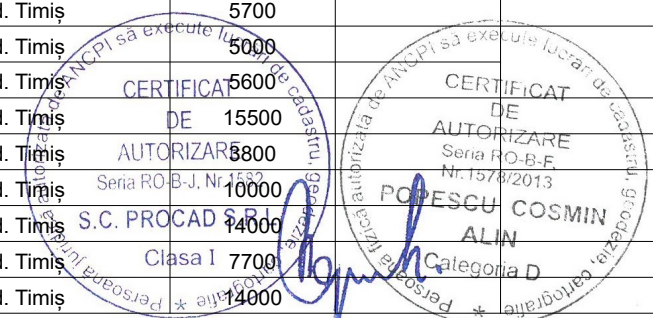 d. Timiș 5700
d. Timiș 5000
d. Timiș 5600
d. Timiș 15500
d. Timiș 3800
d. Timiș 10000
d. Timiș 14000
d. Timiș 7700
d. Timiș 14000
Persoana juridică autorizată de ANCPI să execute lucrări de cadastru, geodezie, cartografie *
CERTIFICAT
DE
AUTORIZARE
Seria RO-B-J, Nr.1582
S.C. PROCAD S.R.L.
Clasa I
Persoană fizică autorizată de ANCPI să execute lucrări de cadastru, geodezie, cartografie *
CERTIFICAT
DE
AUTORIZARE
Seria RO-B-F,
Nr.1578/2013
POPESCU COSMIN
ALIN
Categoria D